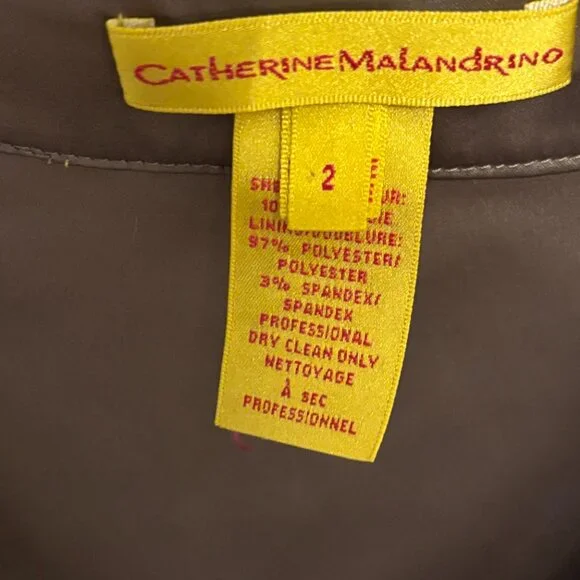 CATHERINE MALANDRINO
2
LINING/DOUBLURE:
97% POLYESTER/
POLYESTER
3% SPANDEX/
SPANDEX
PROFESSIONAL
DRY CLEAN ONLY
NETTOYAGE
À SEC
PROFESSIONNEL